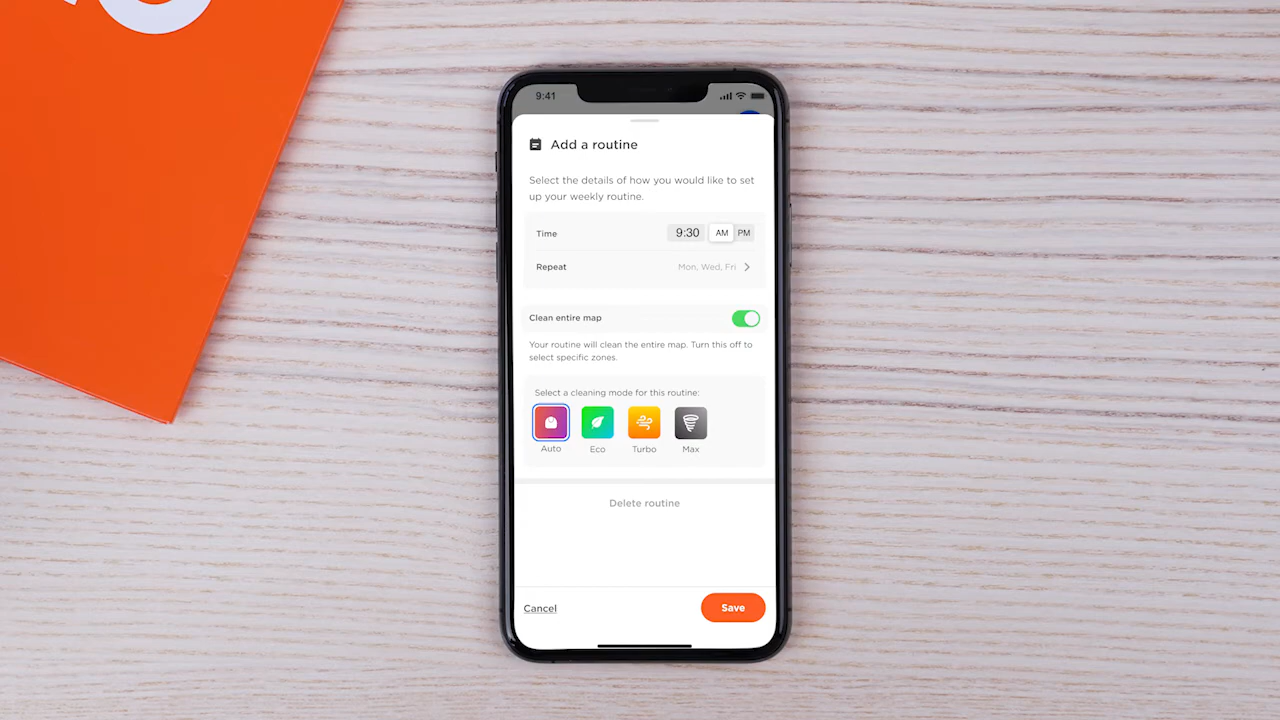 9:41
Add a routine
Select the details of how you would like to set
up your weekly routine.
Time 9:30 AM PM
Repeat Mon, Wed, Fri
Clean entire map
Your routine will clean the entire map. Turn this off to
select specific zones.
Select a cleaning mode for this routine:
Auto Eco Turbo Max
Delete routine
Cancel Save